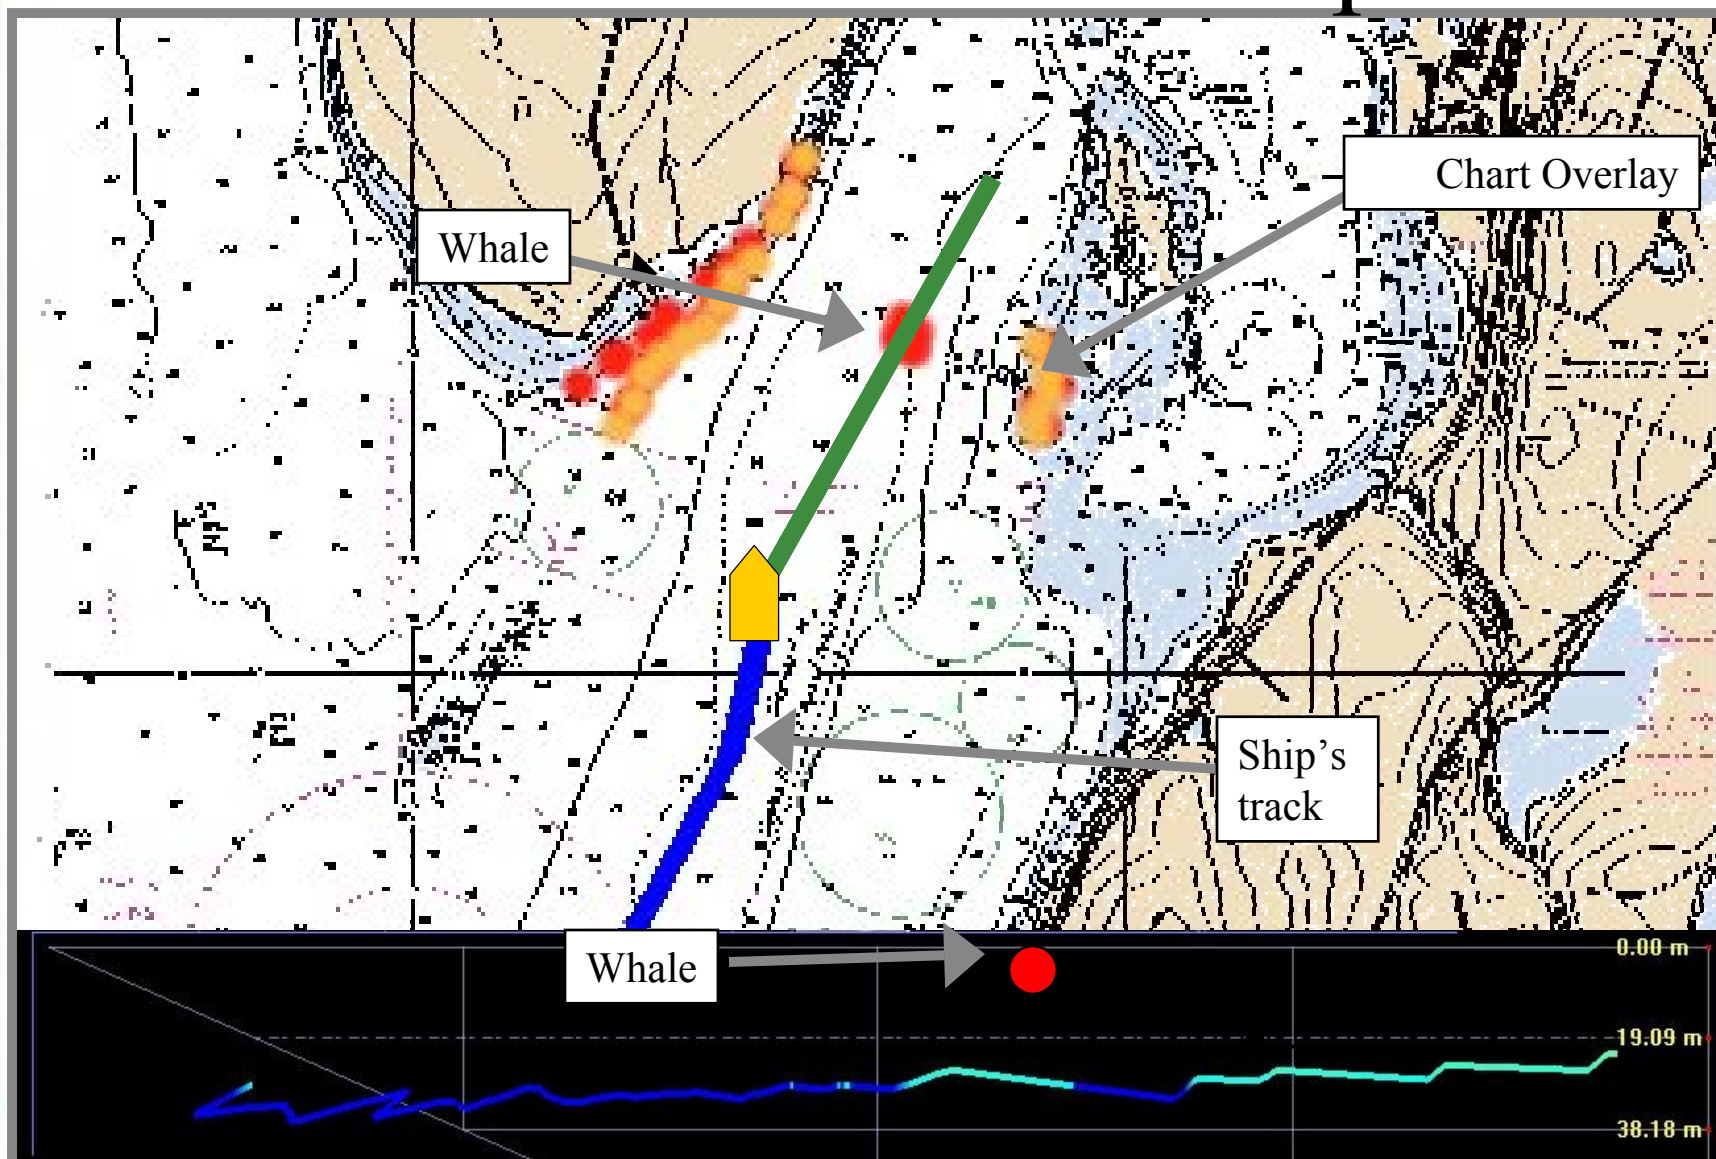 Chart Overlay
Whale
Ship’s
track
Whale
0.00 m
19.09 m
38.18 m